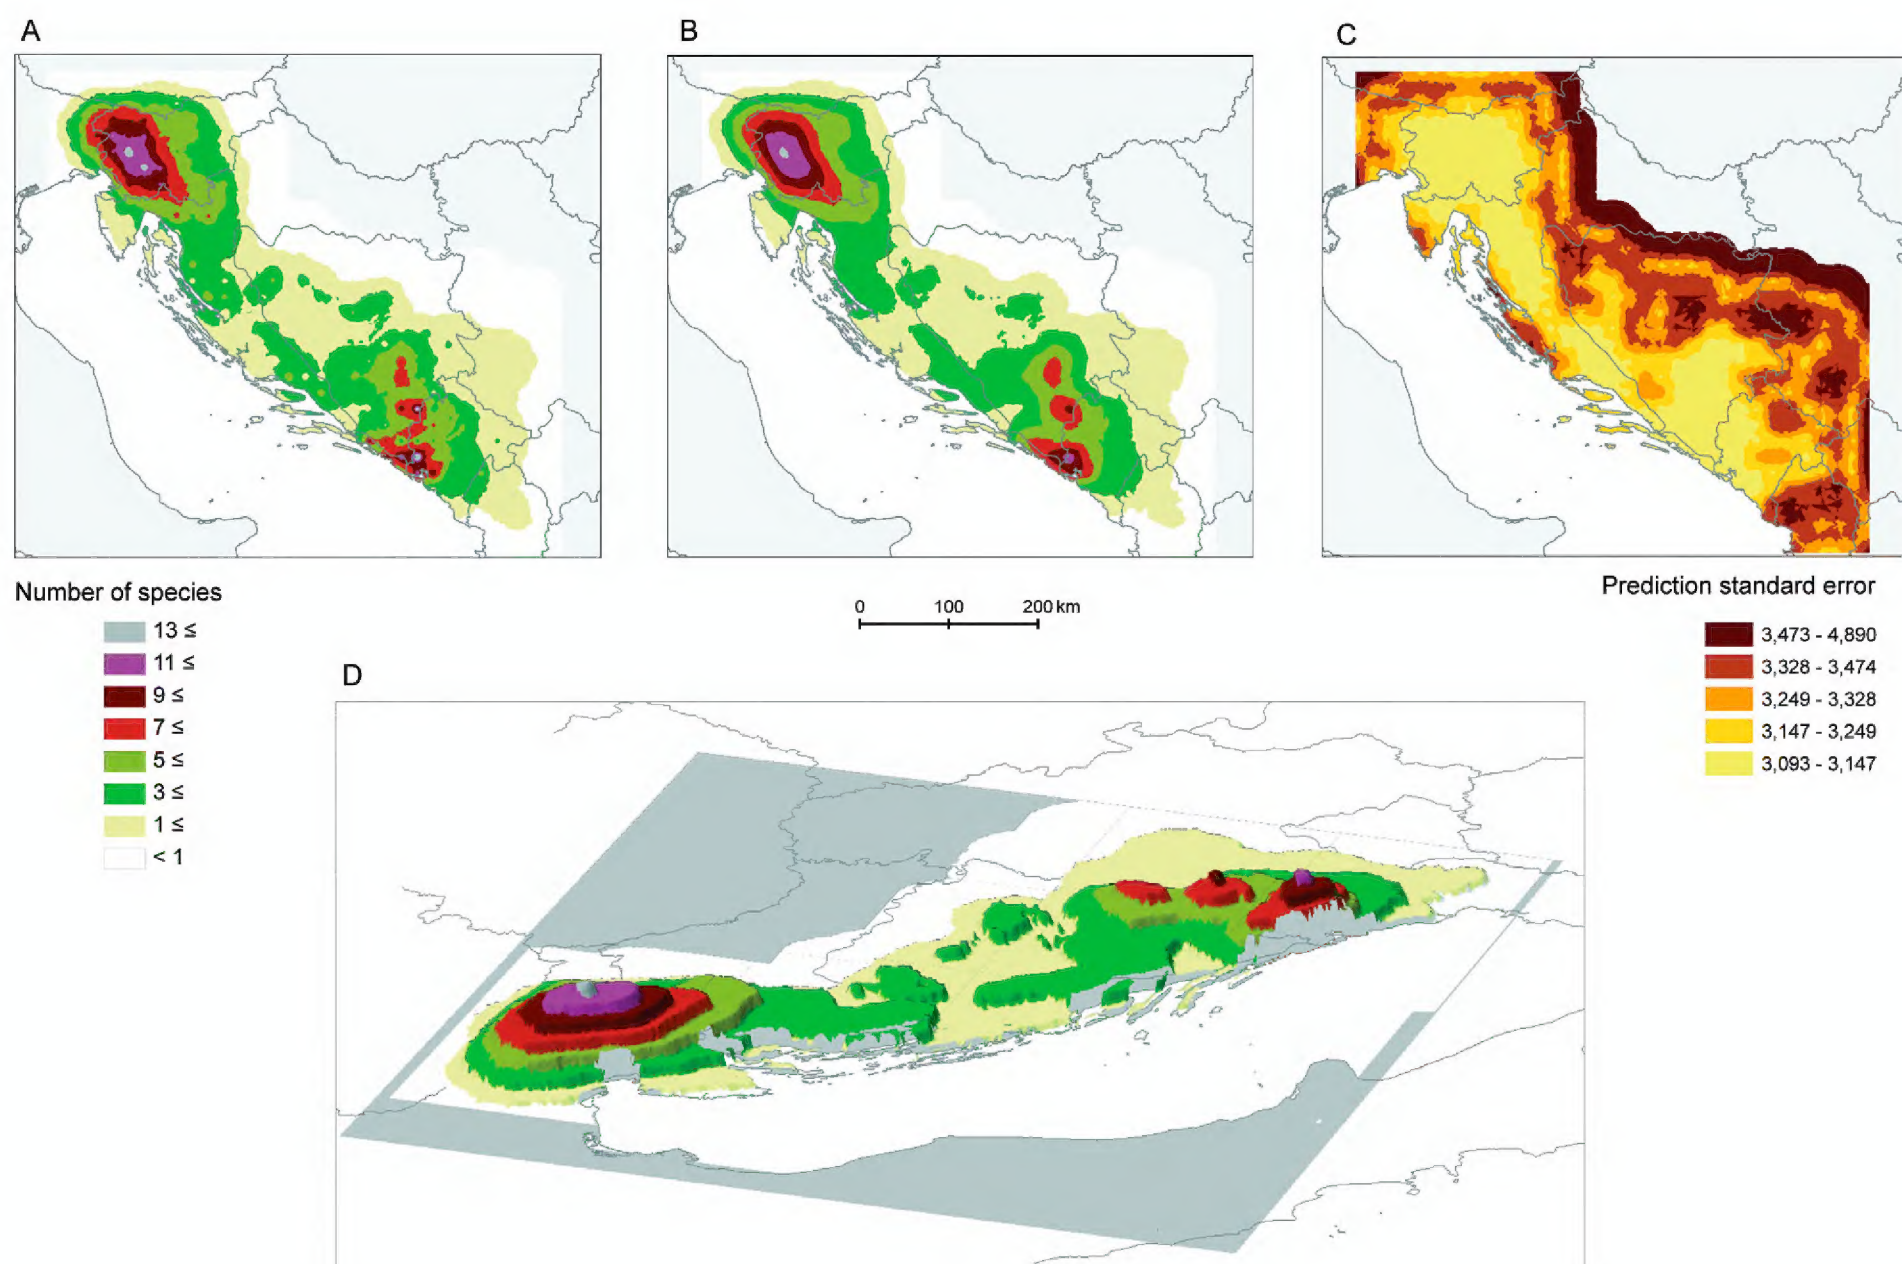 A
B
C
Number of species
13 ≤
11 ≤
9 ≤
7 ≤
5 ≤
3 ≤
1 ≤
< 1
0 100 200 km
Prediction standard error
3,473 - 4,890
3,328 - 3,474
3,249 - 3,328
3,147 - 3,249
3,093 - 3,147
D